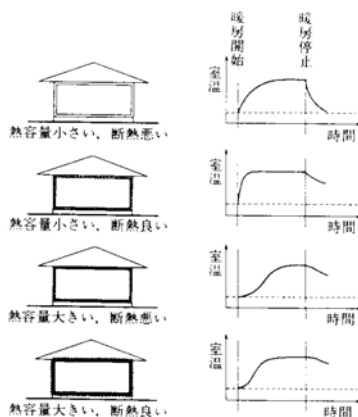 暖房開始
暖房停止
室温
時間
熱容量小さい，断熱悪い
室温
時間
熱容量小さい，断熱良い
室温
時間
熱容量大きい，断熱悪い
室温
時間
熱容量大きい，断熱良い